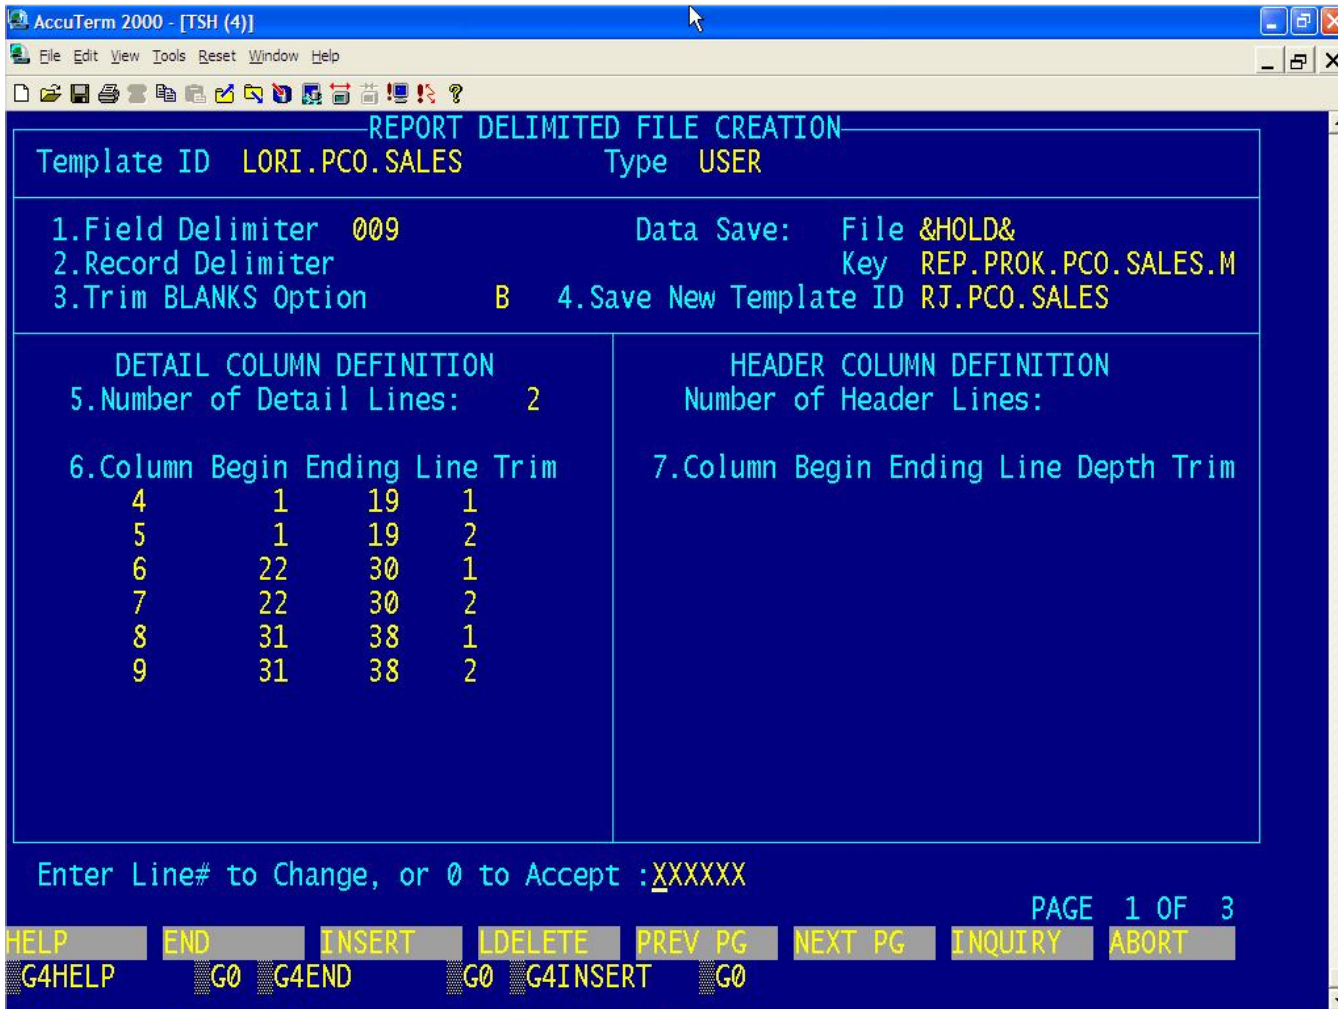 AccuTerm 2000 - [TSH (4)]
File Edit View Tools Reset Window Help
REPORT DELIMITED FILE CREATION
Template ID LORI.PCO.SALES Type USER
1.Field Delimiter 009 Data Save: File &HOLD&
2.Record Delimiter Key REP.PROK.PCO.SALES.M
3.Trim BLANKS Option B 4.Save New Template ID RJ.PCO.SALES
DETAIL COLUMN DEFINITION HEADER COLUMN DEFINITION
5.Number of Detail Lines: 2 Number of Header Lines:
6.Column Begin Ending Line Trim 7.Column Begin Ending Line Depth Trim
4 1 19 1
5 1 19 2
6 22 30 1
7 22 30 2
8 31 38 1
9 31 38 2
Enter Line# to Change, or 0 to Accept :XXXXXX
PAGE 1 OF 3
HELP END INSERT LDELETE PREV PG NEXT PG INQUIRY ABORT
G4HELP G0 G4END G0 G4INSERT G0